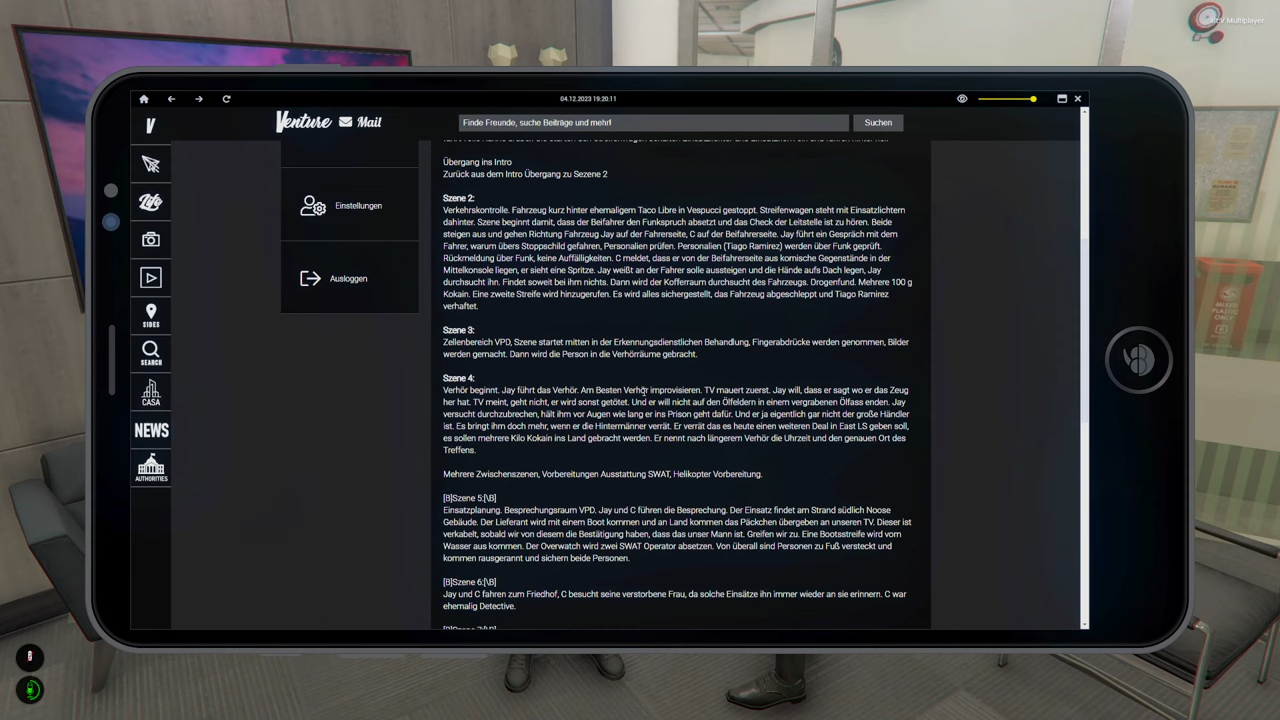 GTV Multiplayer
04.12.2023 19:20:11
Venture Mail
Finde Freunde, suche Beiträge und mehr!
Suchen
Life
SIDES
SEARCH
CASA
NEWS
AUTHORITIES
Einstellungen
Ausloggen
Übergang ins Intro
Zurück aus dem Intro Übergang zu Sezene 2
Szene 2:
Verkehrskontrolle. Fahrzeug kurz hinter ehemaligem Taco Libre in Vespucci gestoppt. Streifenwagen steht mit Einsatzlichtern
dahinter. Szene beginnt damit, dass der Beifahrer den Funkspruch absetzt und das Check der Leitstelle ist zu hören. Beide
steigen aus und gehen Richtung Fahrzeug Jay auf der Fahrerseite, C auf der Beifahrerseite. Jay führt ein Gespräch mit dem
Fahrer, warum übers Stoppschild gefahren, Personalien prüfen. Personalien (Tiago Ramirez) werden über Funk geprüft.
Rückmeldung über Funk, keine Auffälligkeiten. C meldet, dass er von der Beifahrerseite aus komische Gegenstände in der
Mittelkonsole liegen, er sieht eine Spritze. Jay weißt an der Fahrer solle aussteigen und die Hände aufs Dach legen, Jay
durchsucht ihn. Findet soweit bei ihm nichts. Dann wird der Kofferraum durchsucht des Fahrzeugs. Drogenfund. Mehrere 100 g
Kokain. Eine zweite Streife wird hinzugerufen. Es wird alles sichergestellt, das Fahrzeug abgeschleppt und Tiago Ramirez
verhaftet.
Szene 3:
Zellenbereich VPD, Szene startet mitten in der Erkennungsdienstlichen Behandlung, Fingerabdrücke werden genommen, Bilder
werden gemacht. Dann wird die Person in die Verhörräume gebracht.
Szene 4:
Verhör beginnt. Jay führt das Verhör. Am Besten Verhör improvisieren. TV mauert zuerst. Jay will, dass er sagt wo er das Zeug
her hat. TV meint, geht nicht, er wird sonst getötet. Und er will nicht auf den Ölfeldern in einem vergrabenen Ölfass enden. Jay
versucht durchzubrechen, hält ihm vor Augen wie lang er ins Prison geht dafür. Und er ja eigentlich gar nicht der große Händler
ist. Es bringt ihm doch mehr, wenn er die Hintermänner verrät. Er verrät das es heute einen weiteren Deal in East LS geben soll,
es sollen mehrere Kilo Kokain ins Land gebracht werden. Er nennt nach längerem Verhör die Uhrzeit und den genauen Ort des
Treffens.
Mehrere Zwischenszenen, Vorbereitungen Ausstattung SWAT, Helikopter Vorbereitung.
[B]Szene 5:[\B]
Einsatzplanung. Besprechungsraum VPD. Jay und C führen die Besprechung. Der Einsatz findet am Strand südlich Noose
Gebäude. Der Lieferant wird mit einem Boot kommen und an Land kommen das Päckchen übergeben an unseren TV. Dieser ist
verkabelt, sobald wir von diesem die Bestätigung haben, dass das unser Mann ist. Greifen wir zu. Eine Bootsstreife wird vom
Wasser aus kommen. Der Overwatch wird zwei SWAT Operator absetzen. Von überall sind Personen zu Fuß versteckt und
kommen rausgerannt und sichern beide Personen.
[B]Szene 6:[\B]
Jay und C fahren zum Friedhof, C besucht seine verstorbene Frau, da solche Einsätze ihn immer wieder an sie erinnern. C war
ehemalig Detective.
MIXED
PLASTIC
ONLY